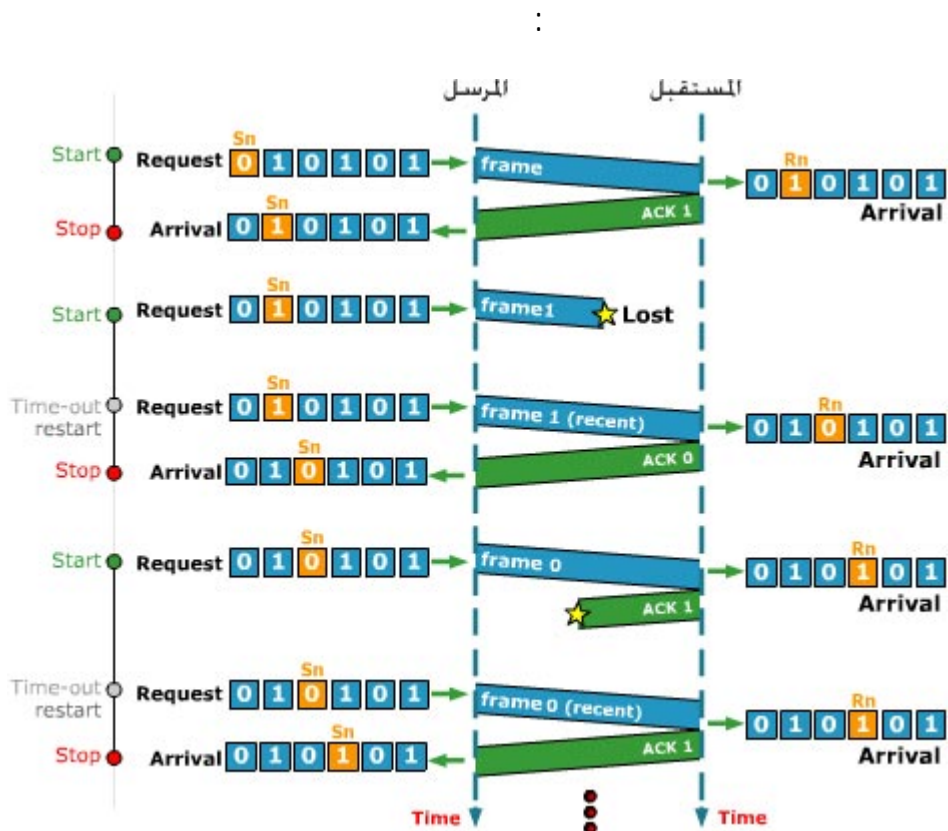 :
المرسل المستقبل
Sn
Start Request 0 1 0 1 0 1 frame
Rn
0 1 0 1 0 1
Arrival
Sn
Stop Arrival 0 1 0 1 0 1 ACK 1
Sn
Start Request 0 1 0 1 0 1 frame1 Lost
Sn
Time-out
restart
Request 0 1 0 1 0 1 frame 1 (recent)
Rn
0 1 0 1 0 1
Arrival
Sn
Stop Arrival 0 1 0 1 0 1 ACK 0
Sn
Start Request 0 1 0 1 0 1 frame 0
Rn
0 1 0 1 0 1
Arrival
ACK 1
Sn
Time-out
restart
Request 0 1 0 1 0 1 frame 0 (recent)
Rn
0 1 0 1 0 1
Arrival
Sn
Stop Arrival 0 1 0 1 0 1 ACK 1
Time Time